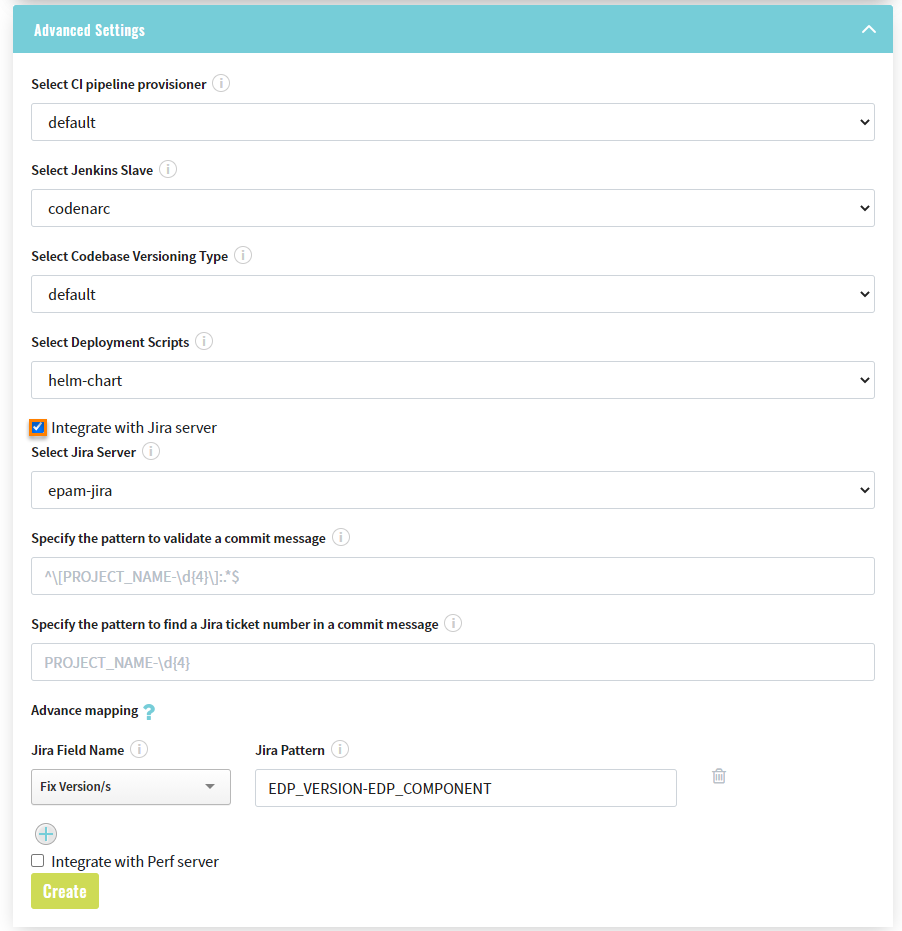 Advanced Settings
Select CI pipeline provisioner
default
Select Jenkins Slave
codenarc
Select Codebase Versioning Type
default
Select Deployment Scripts
helm-chart
Integrate with Jira server
Select Jira Server
epam-jira
Specify the pattern to validate a commit message
^\[PROJECT_NAME-\d{4}\]:.*$
Specify the pattern to find a Jira ticket number in a commit message
PROJECT_NAME-\d{4}
Advance mapping ?
Jira Field Name Jira Pattern
Fix Version/s EDP_VERSION-EDP_COMPONENT
Integrate with Perf server
Create